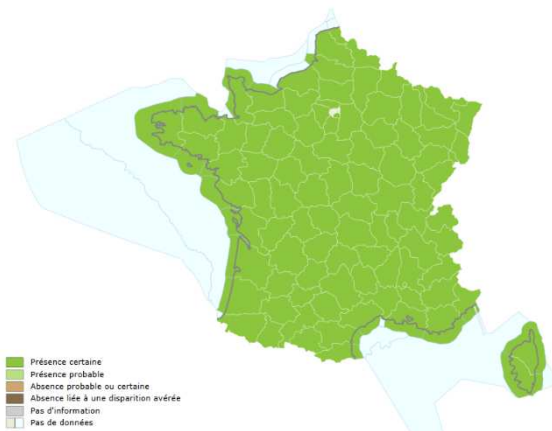 Présence certaine
Présence probable
Absence probable ou certaine
Absence liée à une disparition avérée
Pas d'information
Pas de données